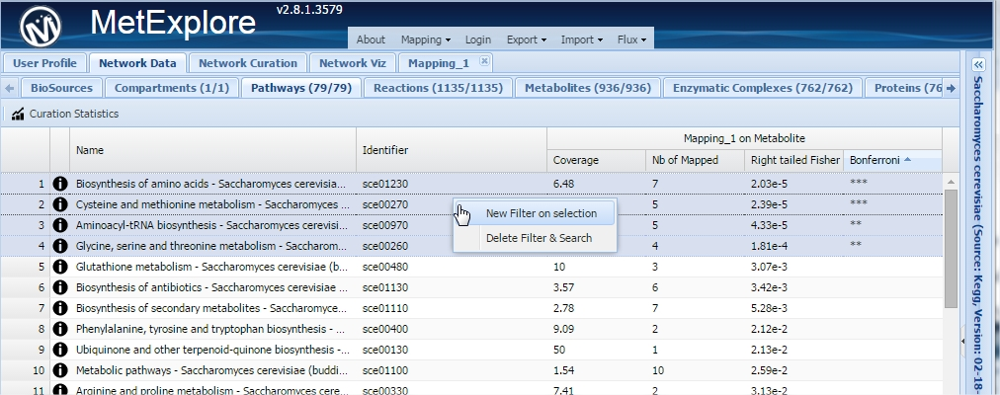 MetExplore v2.8.1.3579
About Mapping Login Export Import Flux
User Profile Network Data Network Curation Network Viz Mapping_1
BioSources Compartments (1/1) Pathways (79/79) Reactions (1135/1135) Metabolites (936/936) Enzymatic Complexes (762/762) Proteins (76
Curation Statistics
Name Identifier Mapping_1 on Metabolite
Coverage Nb of Mapped Right tailed Fisher Bonferroni
1 Biosynthesis of amino acids - Saccharomyces cerevisia... sce01230 6.48 7 2.03e-5 ***
2 Cysteine and methionine metabolism - Saccharomyces ... sce00270 5 2.39e-5 ***
3 Aminoacyl-tRNA biosynthesis - Saccharomyces cerevisi... sce00970 5 4.33e-5 **
4 Glycine, serine and threonine metabolism - Saccharom... sce00260 4 1.81e-4 **
New Filter on selection
Delete Filter & Search
5 Glutathione metabolism - Saccharomyces cerevisiae (b... sce00480 10 3 3.07e-3
6 Biosynthesis of antibiotics - Saccharomyces cerevisiae ... sce01130 3.57 6 3.42e-3
7 Biosynthesis of secondary metabolites - Saccharomyce... sce01110 2.78 7 5.28e-3
8 Phenylalanine, tyrosine and tryptophan biosynthesis - ... sce00400 9.09 2 2.12e-2
9 Ubiquinone and other terpenoid-quinone biosynthesis -... sce00130 50 1 2.13e-2
10 Metabolic pathways - Saccharomyces cerevisiae (buddi... sce01100 1.54 10 2.59e-2
11 Arginine and proline metabolism - Saccharomyces cere... sce00330 7.41 2 3.13e-2
Saccharomyces cerevisiae (Source: Kegg, Version: 02-18-